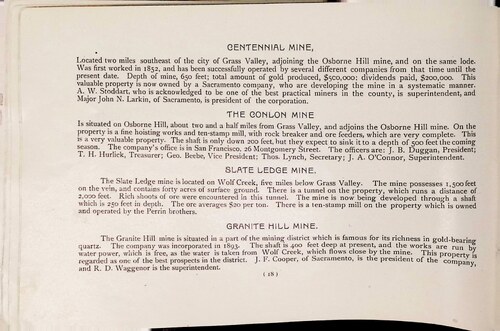 CENTENNIAL MINE,
Located two miles southeast of the city of Grass Valley, adjoining the Osborne Hill mine, and on the same lode.
Was first worked in 1852, and has been successfully operated by several different companies from that time until the
present date. Depth of mine, 650 feet; total amount of gold produced, $500,000; dividends paid, $200,000. This
valuable property is now owned by a Sacramento company, who are developing the mine in a systematic manner.
A. W. Stoddart, who is acknowledged to be one of the best practical miners in the county, is superintendent, and
Major John N. Larkin, of Sacramento, is president of the corporation.
THE CONLON MINE
Is situated on Osborne Hill, about two and a half miles from Grass Valley, and adjoins the Osborne Hill mine. On the
property is a fine hoisting works and ten-stamp mill, with rock breaker and ore feeders, which are very complete. This
is a very valuable property. The shaft is only down 200 feet, but they expect to sink it to a depth of 500 feet the coming
season. The company's office is in San Francisco, 26 Montgomery Street. The officers are: J. B. Duggan, President;
T. H. Hurlick, Treasurer; Geo. Beebe, Vice President; Thos. Lynch, Secretary; J. A. O'Connor, Superintendent.
SLATE LEDGE MINE.
The Slate Ledge mine is located on Wolf Creek, five miles below Grass Valley. The mine possesses 1,500 feet
on the vein, and contains forty acres of surface ground. There is a tunnel on the property, which runs a distance of
2,000 feet. Rich shoots of ore were encountered in this tunnel. The mine is now being developed through a shaft
which is 250 feet in depth. The ore averages $20 per ton. There is a ten-stamp mill on the property which is owned
and operated by the Perrin brothers.
GRANITE HILL MINE.
The Granite Hill mine is situated in a part of the mining district which is famous for its richness in gold-bearing
quartz. The company was incorporated in 1893. The shaft is 400 feet deep at present, and the works are run by
water power, which is free, as the water is taken from Wolf Creek, which flows close by the mine. This property is
regarded as one of the best prospects in the district. J. F. Cooper, of Sacramento, is the president of the company,
and R. D. Waggenor is the superintendent.
(18)